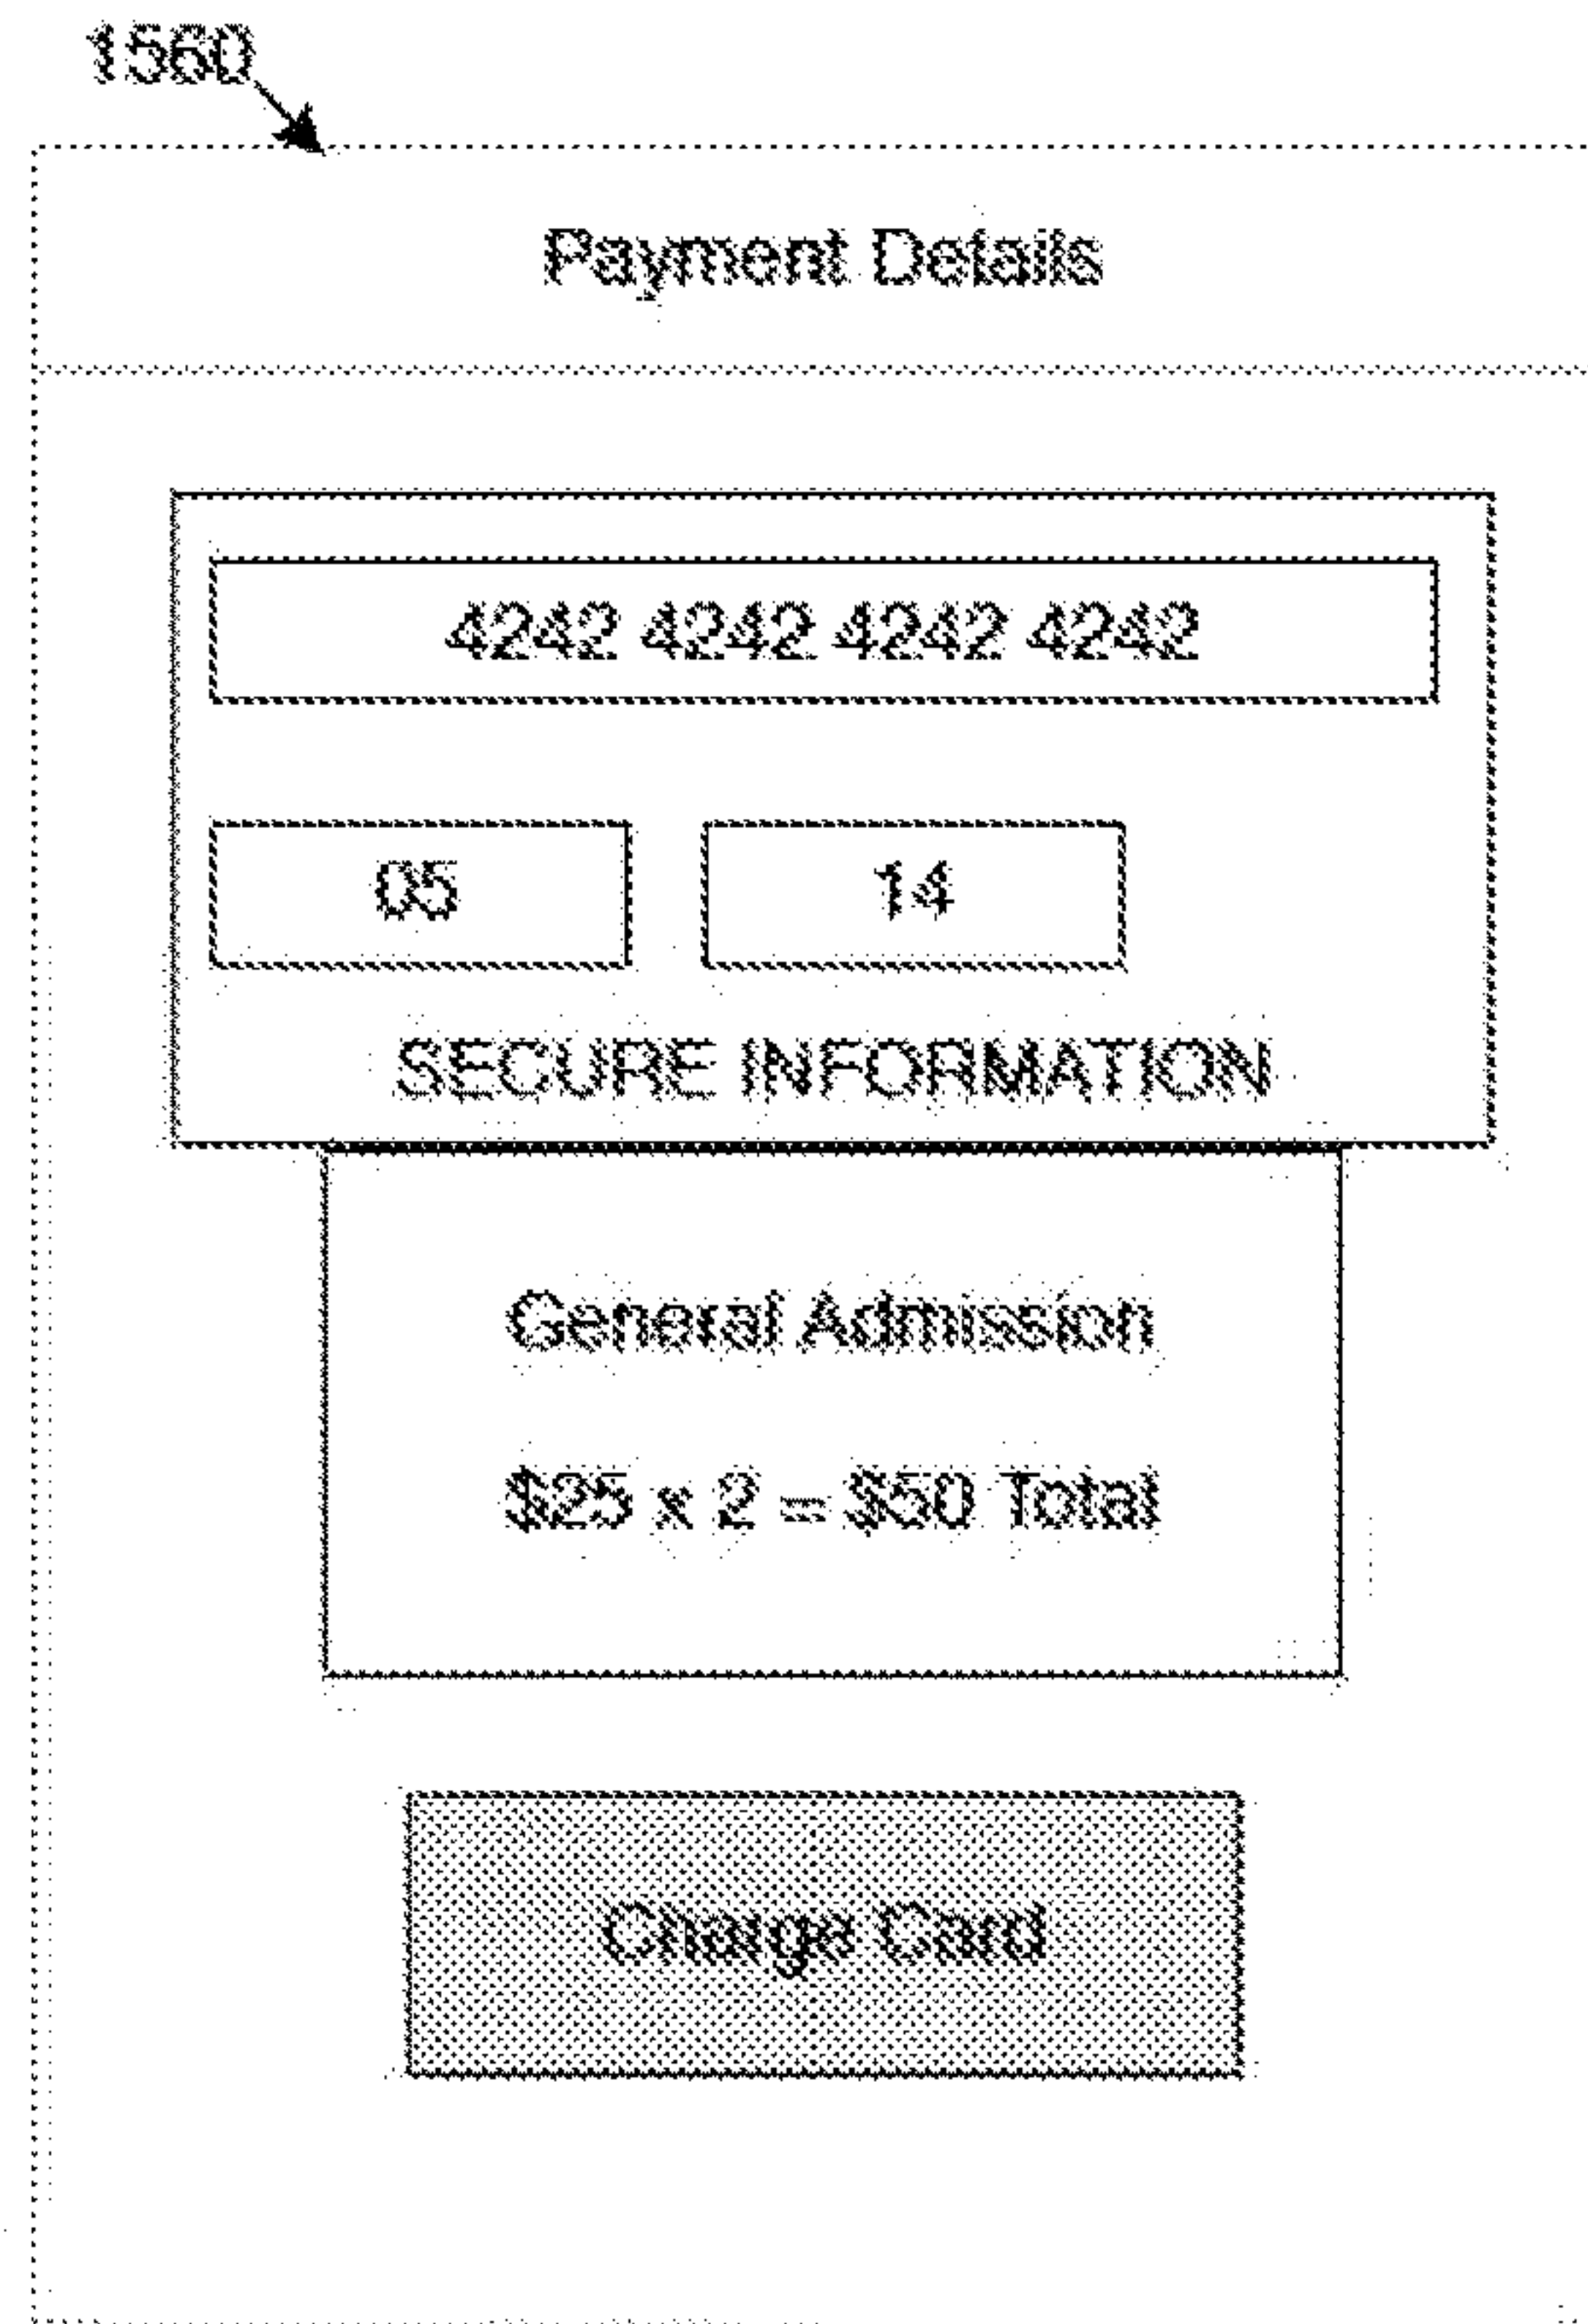 1560
Payment Details
4242 4242 4242 4242
05 14
SECURE INFORMATION
General Admission
$25 x 2 = $50 Total
Charge Card